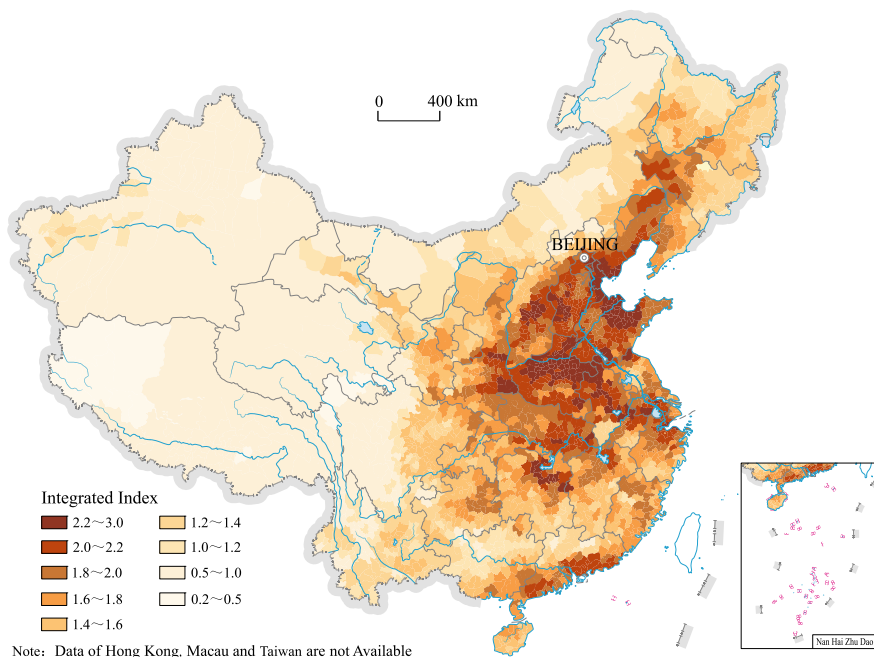 0 400 km
BEIJING
Integrated Index
2.2～3.0 1.2～1.4
2.0～2.2 1.0～1.2
1.8～2.0 0.5～1.0
1.6～1.8 0.2～0.5
1.4～1.6
Nan Hai Zhu Dao
Note: Data of Hong Kong, Macau and Taiwan are not Available